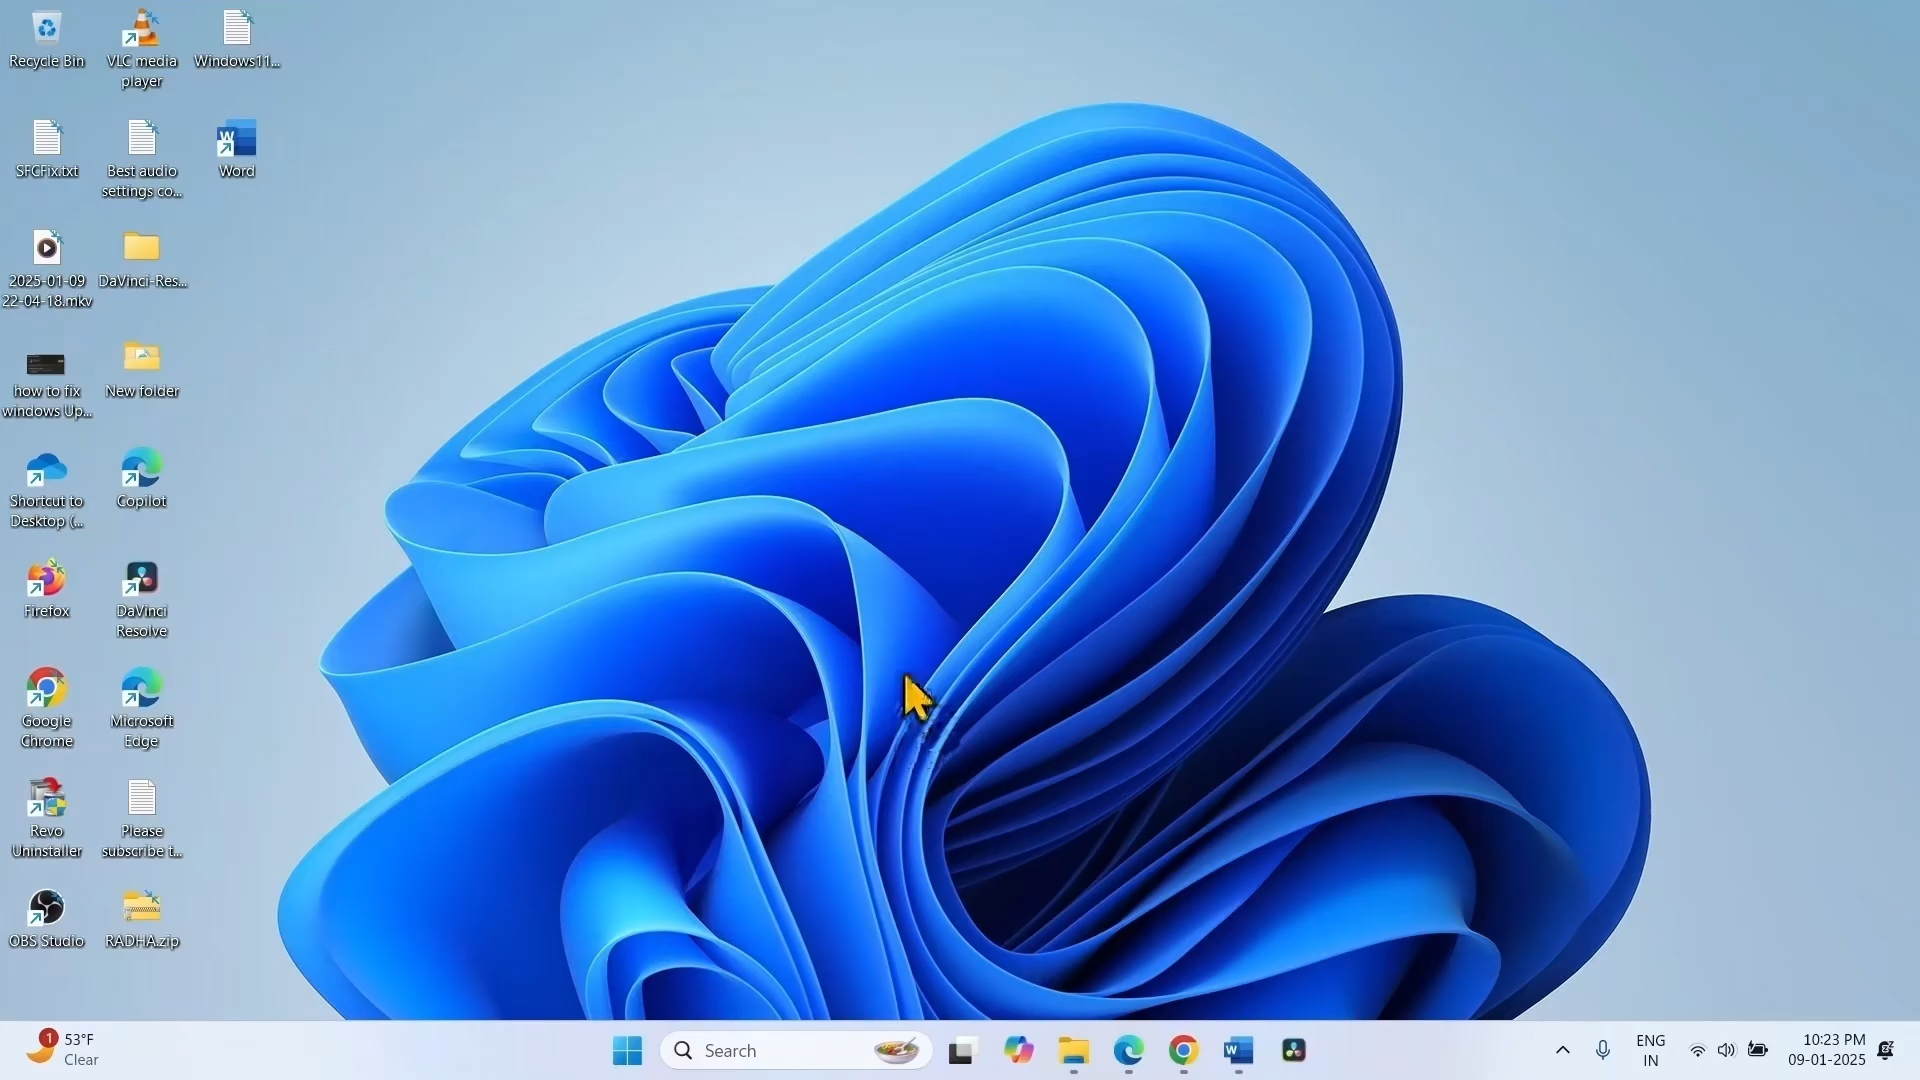 Recycle Bin
VLC media
player
Windows11...
SFCFix.txt
Best audio
settings co...
Word
2025-01-09
22-04-18.mkv
DaVinci-Res...
how to fix
windows Up...
New folder
Shortcut to
Desktop (...
Copilot
Firefox
DaVinci
Resolve
Google
Chrome
Microsoft
Edge
Revo
Uninstaller
Please
subscribe t...
OBS Studio
RADHA.zip
1
53°F
Clear
Search
ENG
IN
10:23 PM
09-01-2025